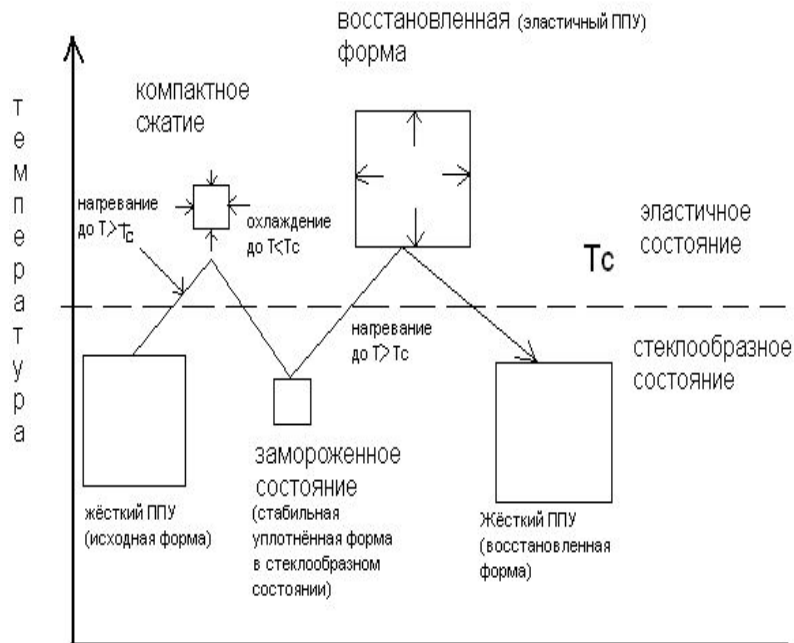 температура
восстановленная (эластичный ППУ)
форма
компактное
сжатие
нагревание
до T>Tc
охлаждение
до T<Tc
эластичное
состояние
Tc
нагревание
до T>Tc
стеклообразное
состояние
жёсткий ППУ
(исходная форма)
замороженное
состояние
(стабильная
уплотнённая форма
в стеклообразном
состоянии)
Жёсткий ППУ
(восстановленная
форма)